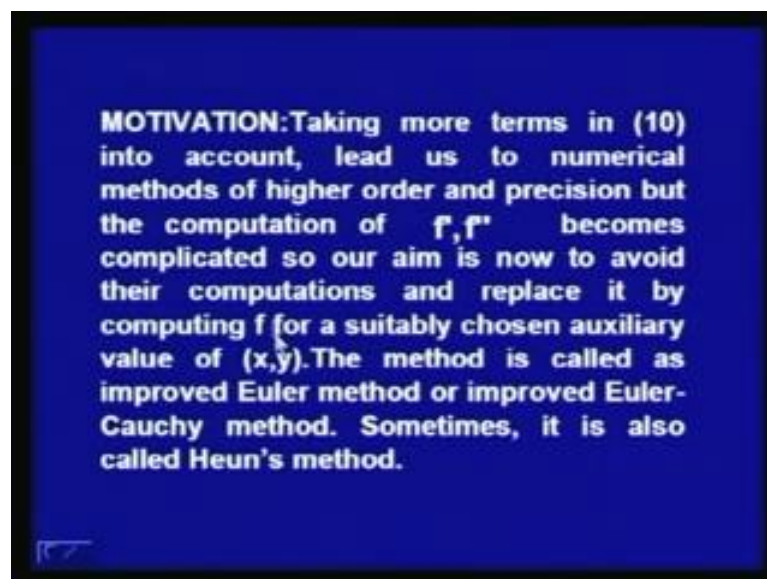 MOTIVATION:Taking more terms in (10)
into account, lead us to numerical
methods of higher order and precision but
the computation of f',f'' becomes
complicated so our aim is now to avoid
their computations and replace it by
computing f for a suitably chosen auxiliary
value of (x,y).The method is called as
improved Euler method or improved Euler-
Cauchy method. Sometimes, it is also
called Heun's method.